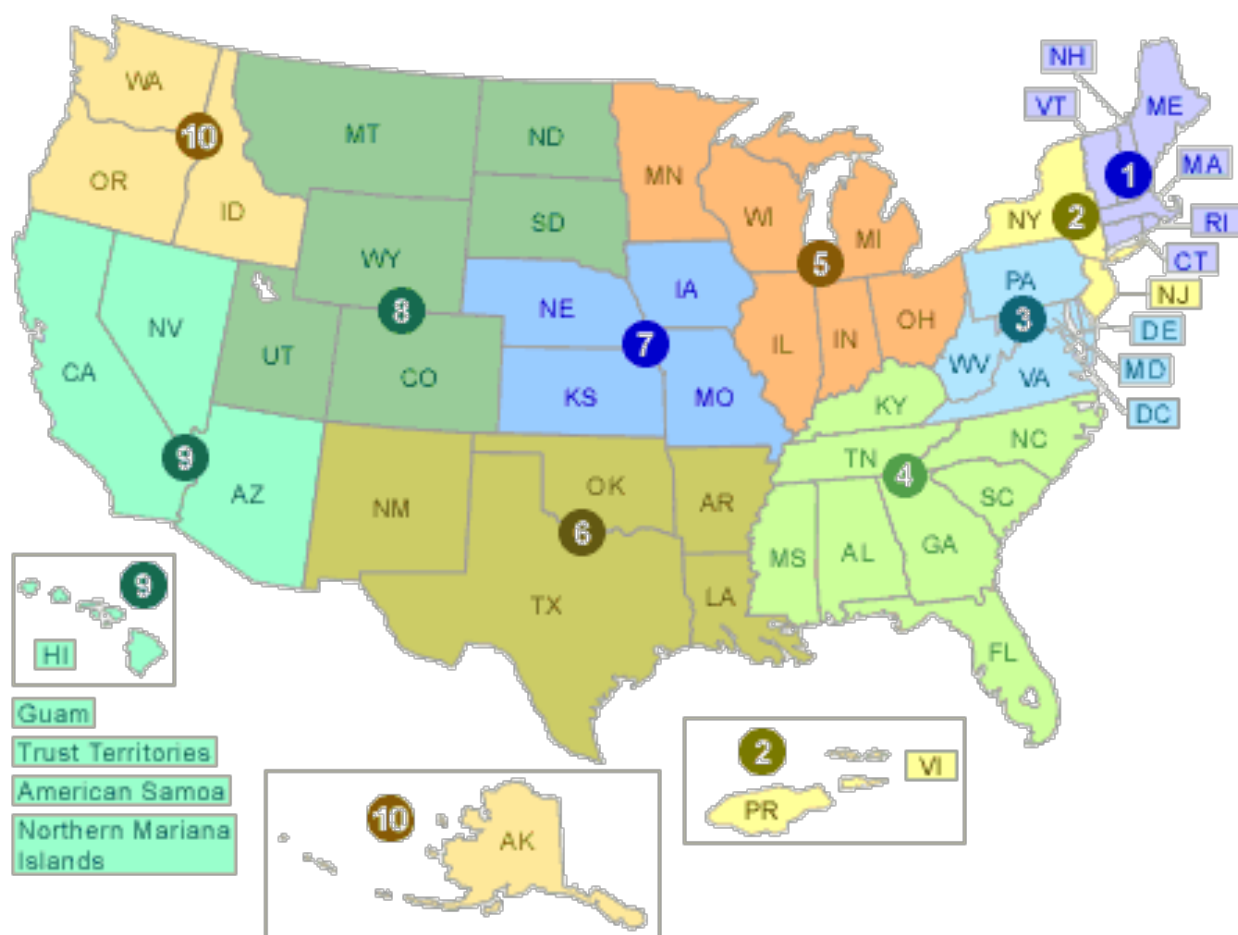 NH
ME
VT
WA
MT
ND
10
MN
MA
1
OR
ID
SD
WI
MI
NY
2
RI
WY
5
CT
NV
8
NE
IA
PA
NJ
7
3
OH
DE
CA
UT
CO
KS
MO
IL
IN
WV
VA
MD
KY
DC
9
AZ
NM
OK
AR
TN
4
NC
SC
6
MS
AL
GA
9
TX
LA
HI
FL
Guam
Trust Territories
American Samoa
Northern Mariana
Islands
10
AK
2
VI
PR